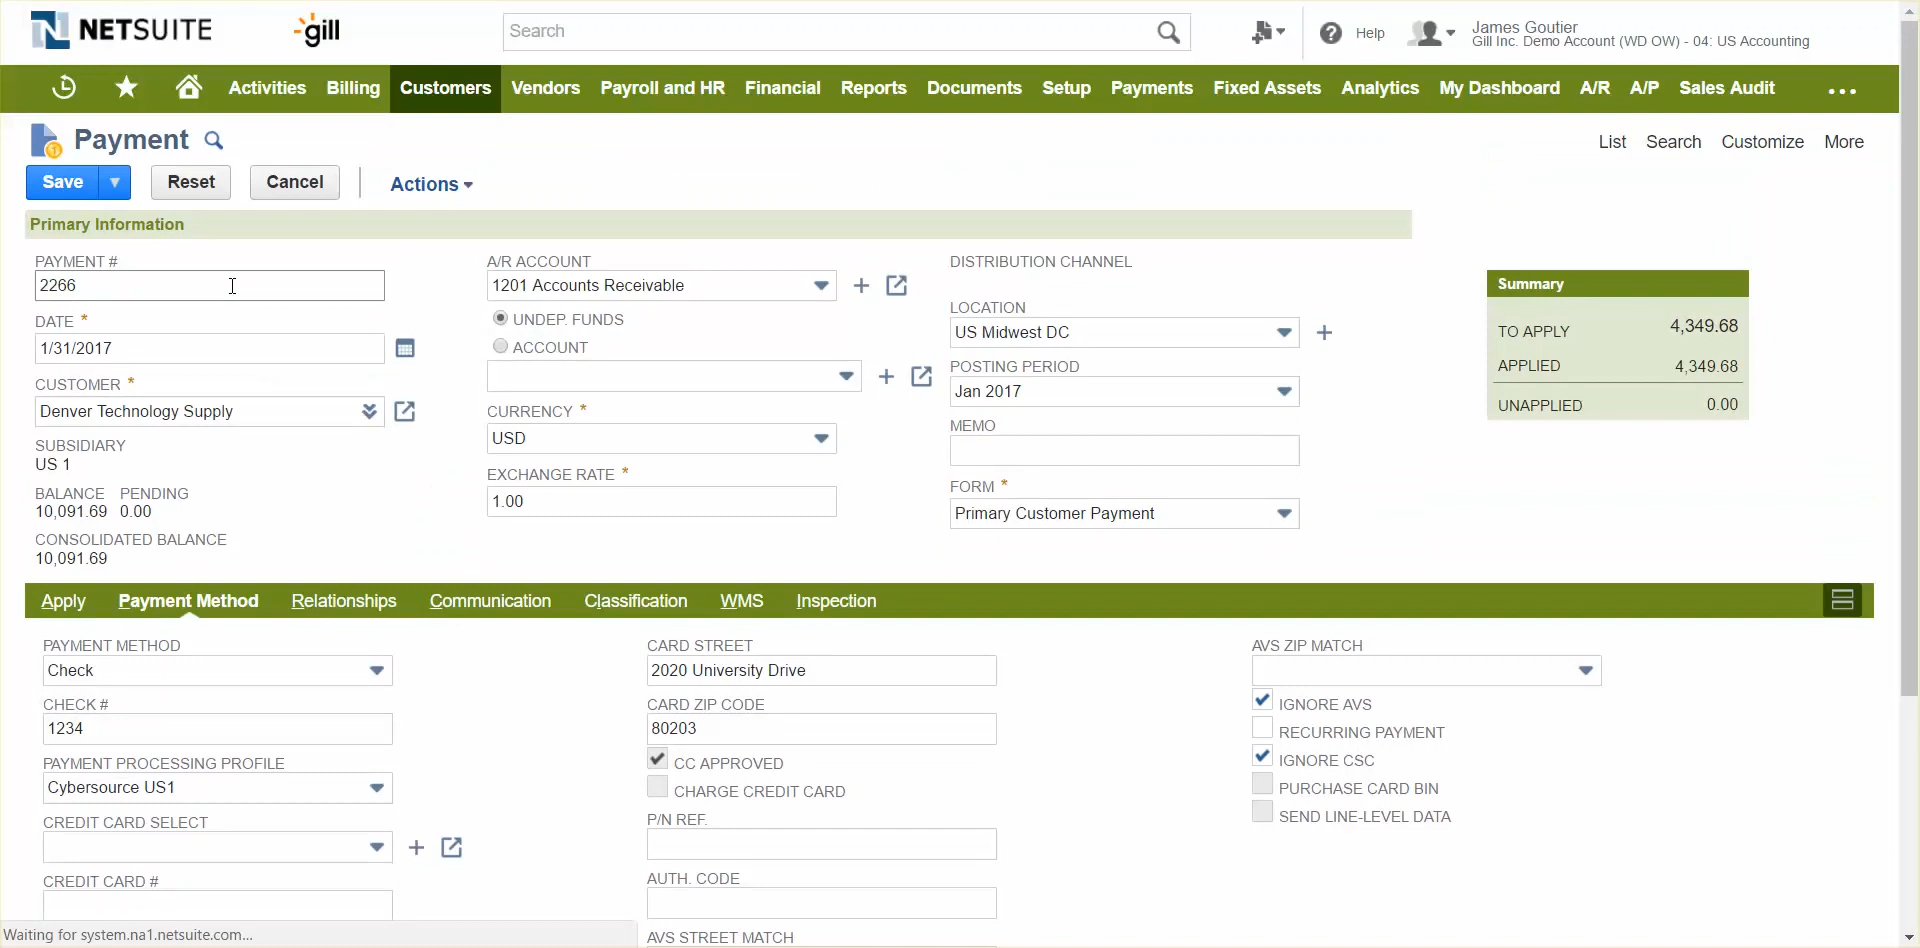 NETSUITE
gill
Search
Help
James Goutier
Gill Inc. Demo Account (WD OW) - 04: US Accounting
Activities Billing Customers Vendors Payroll and HR Financial Reports Documents Setup Payments Fixed Assets Analytics My Dashboard A/R A/P Sales Audit ...
Payment
List Search Customize More
Save Reset Cancel Actions
Primary Information
PAYMENT #
2266
DATE *
1/31/2017
CUSTOMER *
Denver Technology Supply
SUBSIDIARY
US 1
BALANCE PENDING
10,091.69 0.00
CONSOLIDATED BALANCE
10,091.69
A/R ACCOUNT
1201 Accounts Receivable
UNDEP. FUNDS
ACCOUNT
CURRENCY *
USD
EXCHANGE RATE *
1.00
DISTRIBUTION CHANNEL
LOCATION
US Midwest DC
POSTING PERIOD
Jan 2017
MEMO
FORM *
Primary Customer Payment
Summary
TO APPLY 4,349.68
APPLIED 4,349.68
UNAPPLIED 0.00
Apply Payment Method Relationships Communication Classification WMS Inspection
PAYMENT METHOD
Check
CHECK #
1234
PAYMENT PROCESSING PROFILE
Cybersource US1
CREDIT CARD SELECT
CREDIT CARD #
CARD STREET
2020 University Drive
CARD ZIP CODE
80203
CC APPROVED
CHARGE CREDIT CARD
P/N REF.
AUTH. CODE
AVS STREET MATCH
AVS ZIP MATCH
IGNORE AVS
RECURRING PAYMENT
IGNORE CSC
PURCHASE CARD BIN
SEND LINE-LEVEL DATA
Waiting for system.na1.netsuite.com...